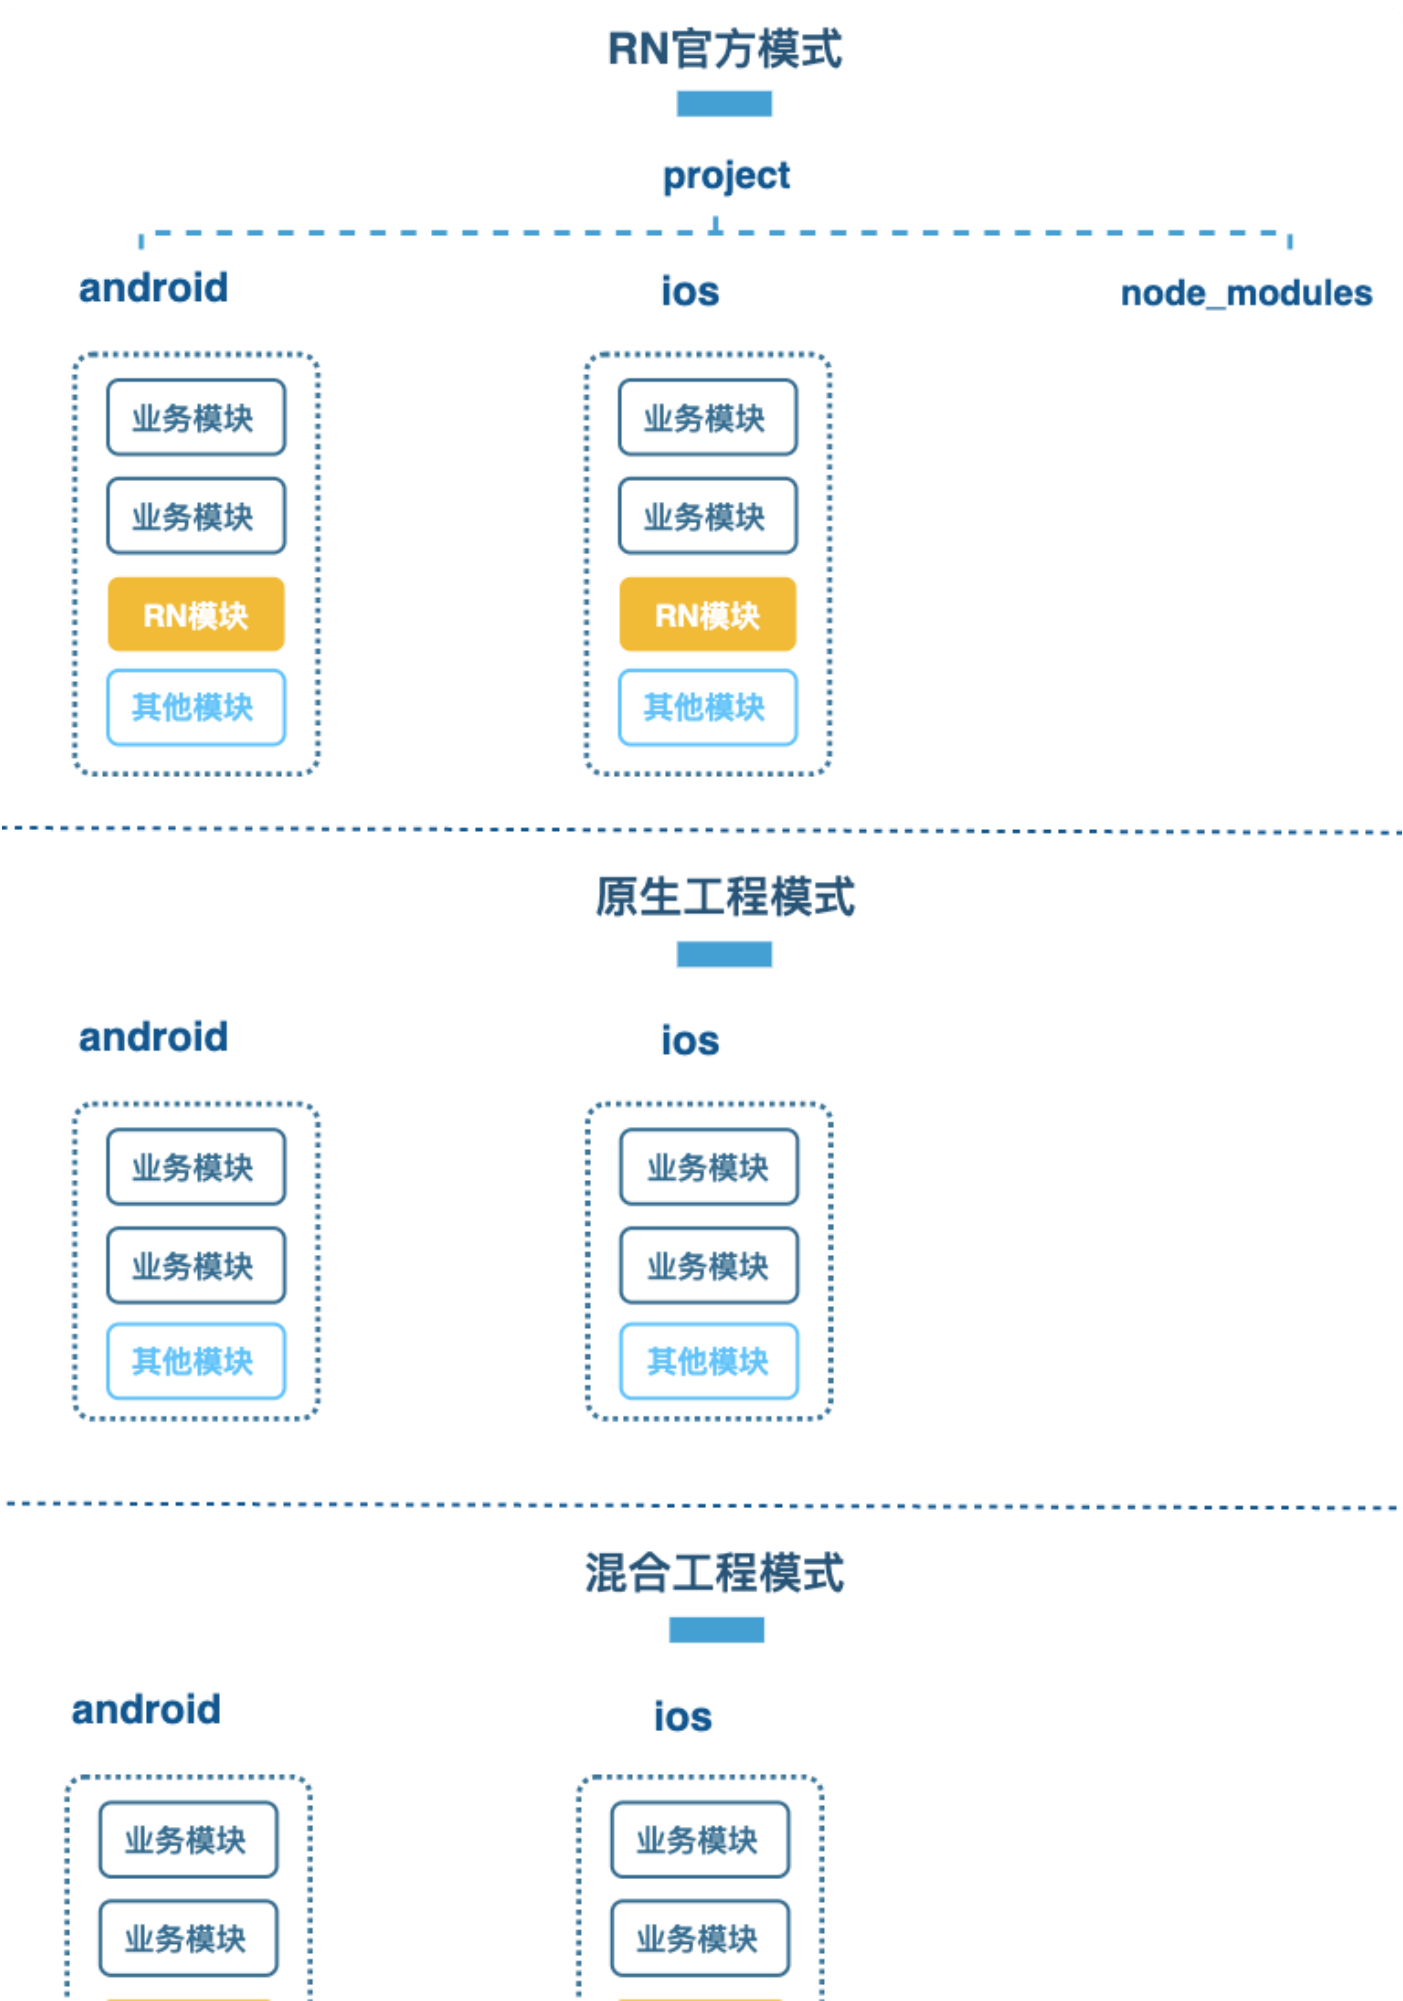 RN官方模式
project
android
ios
node_modules
业务模块
业务模块
RN模块
其他模块
业务模块
业务模块
RN模块
其他模块
原生工程模式
android
ios
业务模块
业务模块
其他模块
业务模块
业务模块
其他模块
混合工程模式
android
ios
业务模块
业务模块
业务模块
业务模块